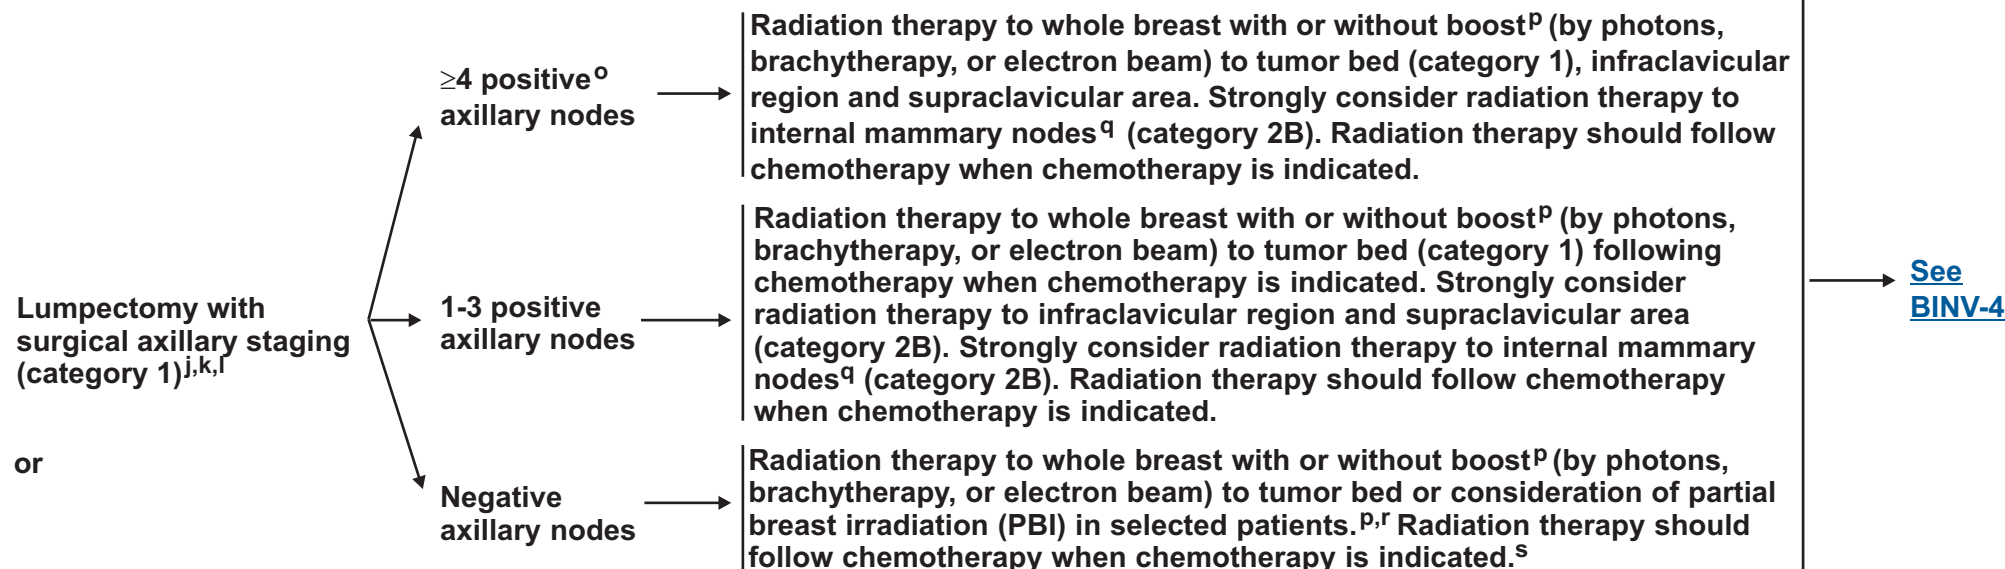 Lumpectomy with
surgical axillary staging
(category 1)j,k,l
or
≥4 positiveo
axillary nodes
Radiation therapy to whole breast with or without boostp (by photons,
brachytherapy, or electron beam) to tumor bed (category 1), infraclavicular
region and supraclavicular area. Strongly consider radiation therapy to
internal mammary nodesq (category 2B). Radiation therapy should follow
chemotherapy when chemotherapy is indicated.
1-3 positive
axillary nodes
Radiation therapy to whole breast with or without boostp (by photons,
brachytherapy, or electron beam) to tumor bed (category 1) following
chemotherapy when chemotherapy is indicated. Strongly consider
radiation therapy to infraclavicular region and supraclavicular area
(category 2B). Strongly consider radiation therapy to internal mammary
nodesq (category 2B). Radiation therapy should follow chemotherapy
when chemotherapy is indicated.
Negative
axillary nodes
Radiation therapy to whole breast with or without boostp (by photons,
brachytherapy, or electron beam) to tumor bed or consideration of partial
breast irradiation (PBI) in selected patients.p,r Radiation therapy should
follow chemotherapy when chemotherapy is indicated.s
See
BINV-4